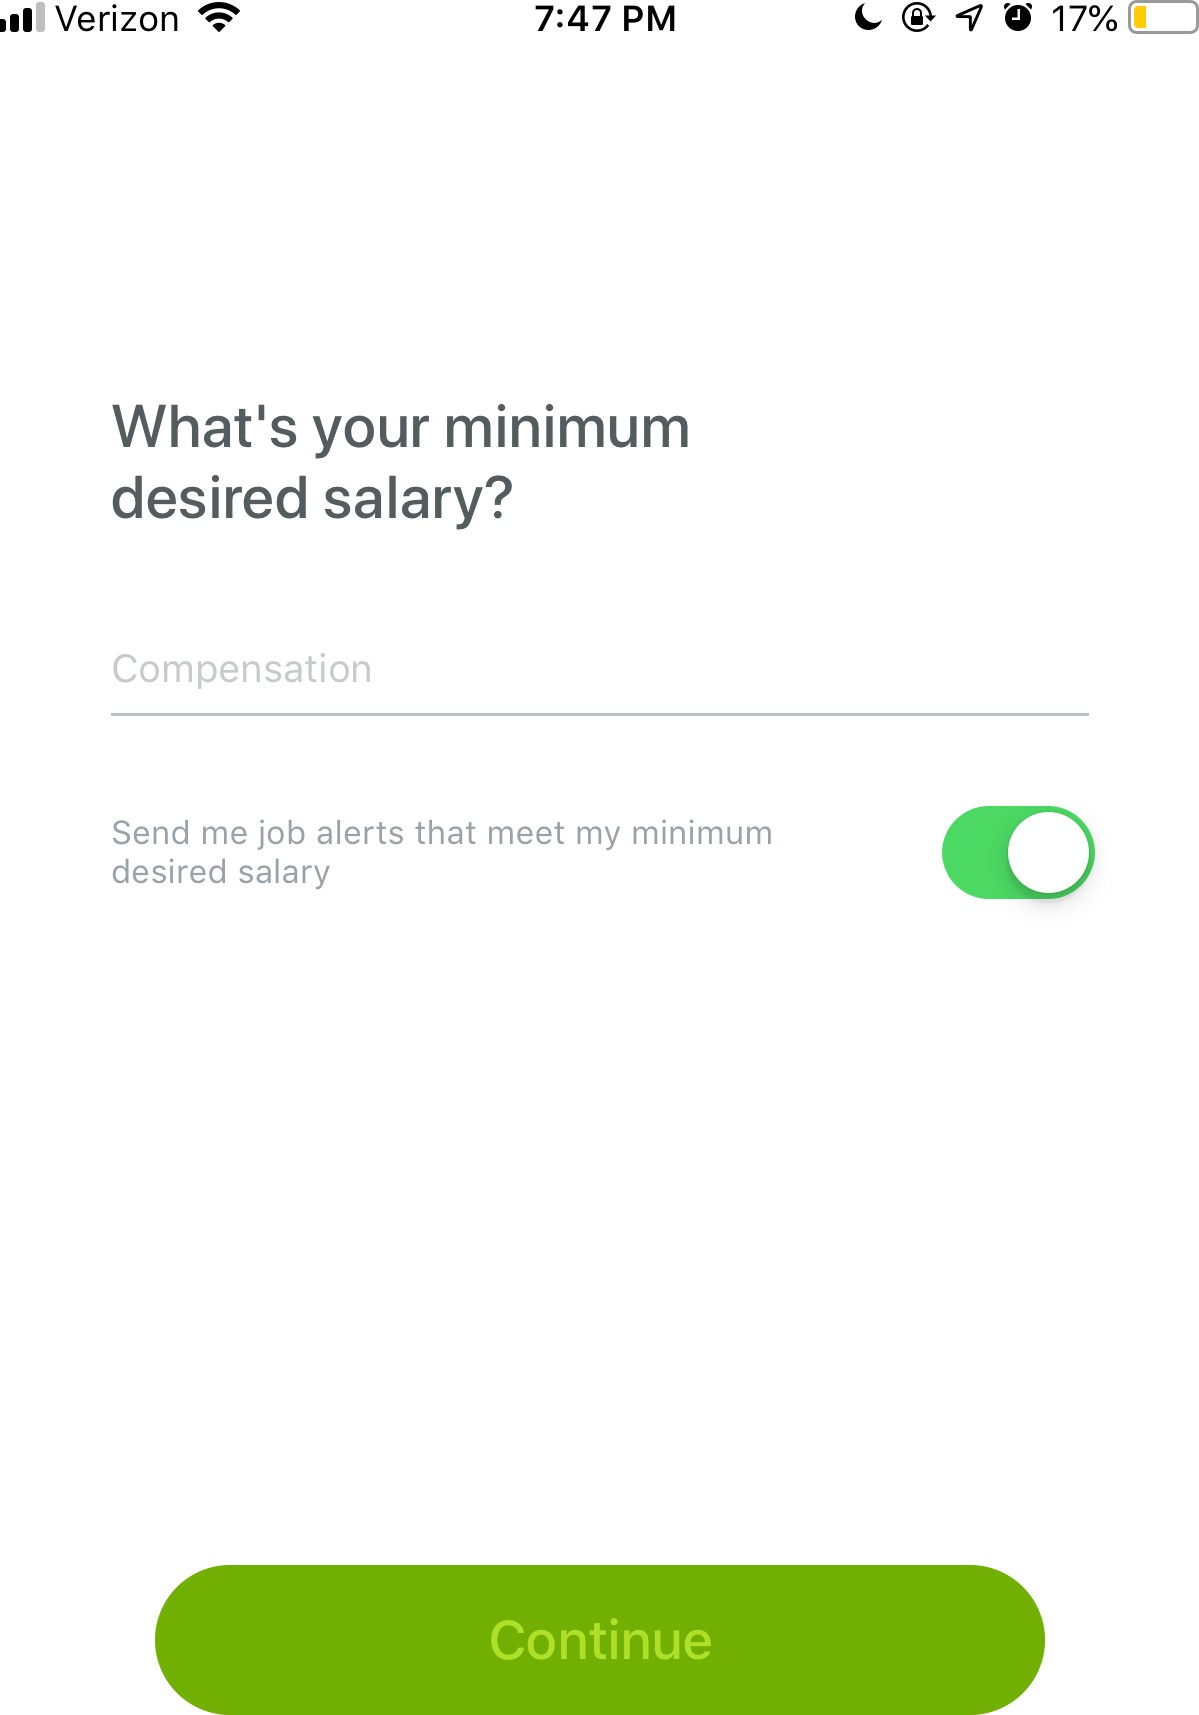 Verizon 7:47 PM 17%
What's your minimum
desired salary?
Compensation
Send me job alerts that meet my minimum
desired salary
Continue